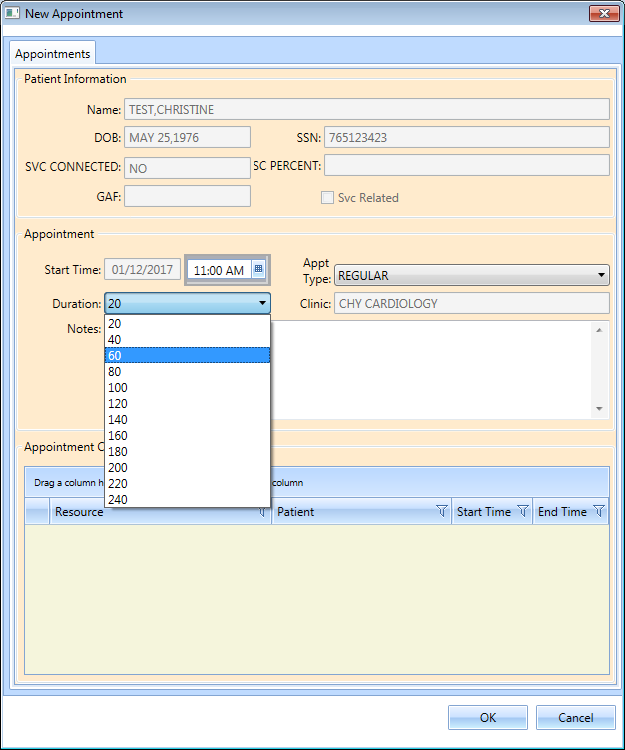 New Appointment
Appointments
Patient Information
Name: TEST,CHRISTINE
DOB: MAY 25,1976 SSN: 765123423
SVC CONNECTED: NO SC PERCENT:
GAF: Svc Related
Appointment
Start Time: 01/12/2017 11:00 AM Appt Type: REGULAR
Duration: 20 Clinic: CHY CARDIOLOGY
Notes:
20
40
60
80
100
120
140
160
180
200
220
240
Appointment C
Drag a column h column
Resource Patient Start Time End Time
OK Cancel